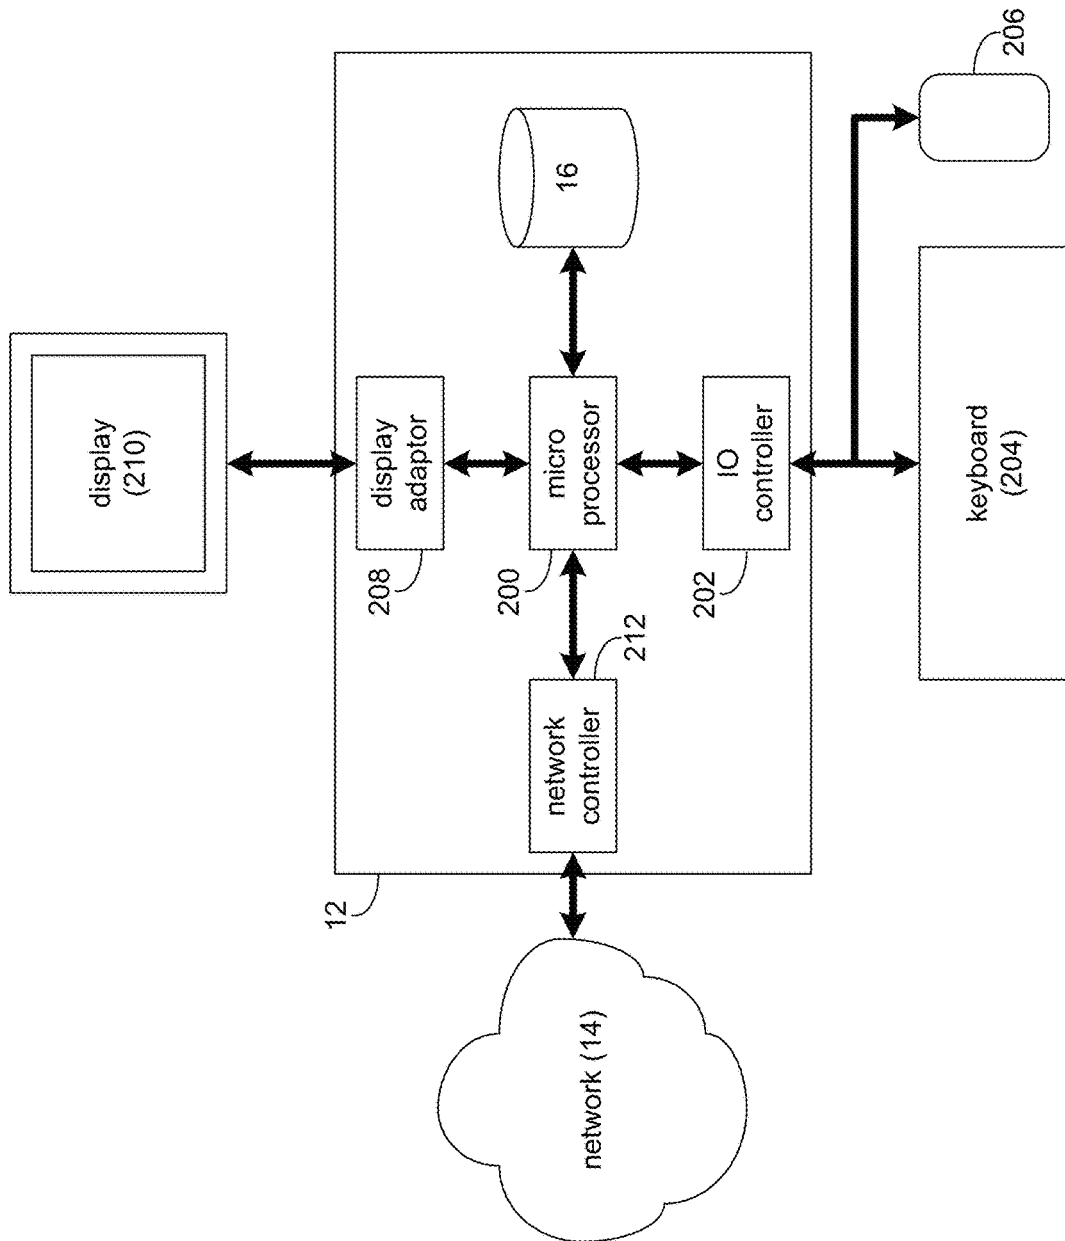 display
(210)
display
adaptor
208
micro
processor
200
16
IO
controller
202
network
controller
212
12
network (14)
keyboard
(204)
206